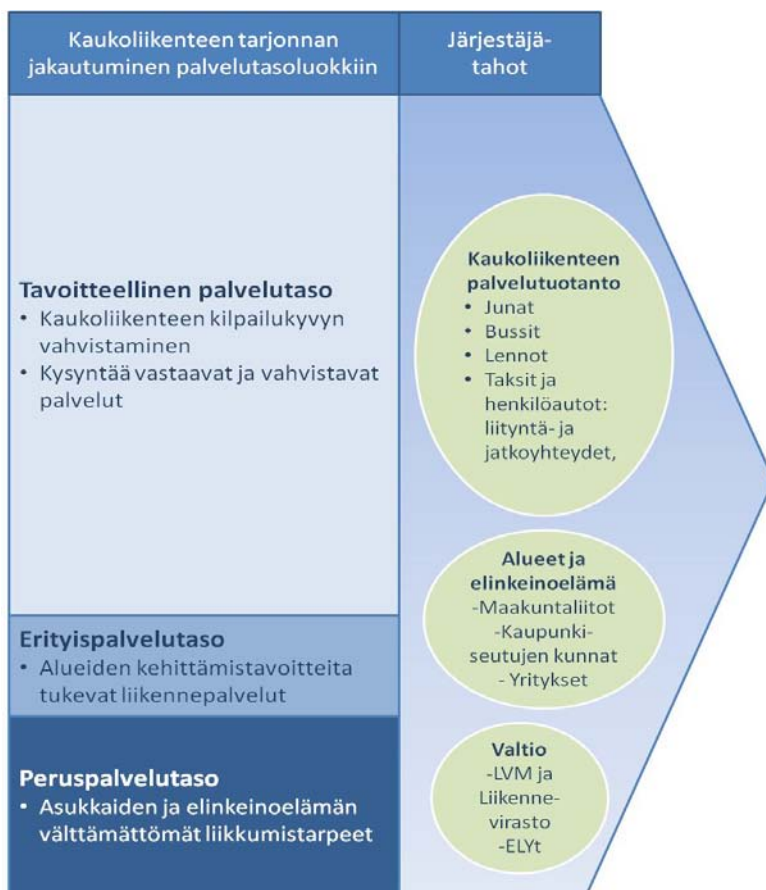 Kaukoliikenteen tarjonnan
jakautuminen palvelutasoluokkiin
Järjestäjä-
tahot
Tavoitteellinen palvelutaso
• Kaukoliikenteen kilpailukyvyn
vahvistaminen
• Kysyntää vastaavat ja vahvistavat
palvelut
Kaukoliikenteen
palvelutuotanto
• Junat
• Bussit
• Lennot
• Taksit ja
henkilöautot:
liityntä- ja
jatkoyhteydet,
Erityispalvelutaso
• Alueiden kehittämistavoitteita
tukevat liikennepalvelut
Alueet ja
elinkeinoelämä
-Maakuntaliitot
-Kaupunki-
seutujen kunnat
- Yritykset
Peruspalvelutaso
• Asukkaiden ja elinkeinoelämän
välttämättömät liikkumistarpeet
Valtio
-LVM ja
Liikenne-
virasto
-ELYt